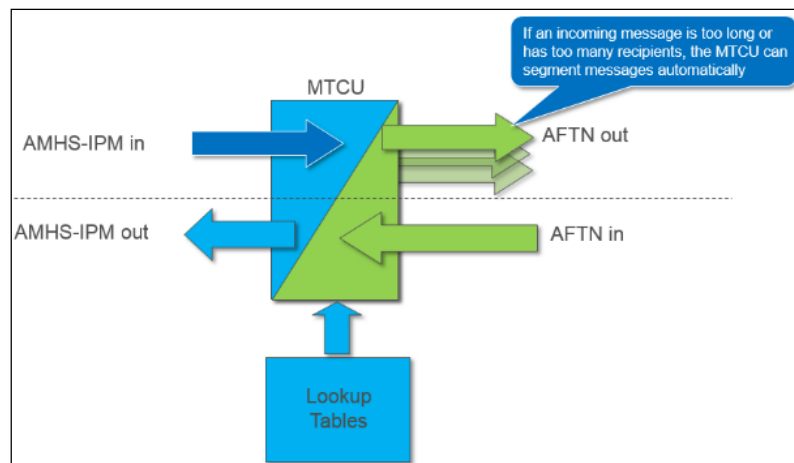 If an incoming message is too long or
has too many recipients, the MTCU can
segment messages automatically
MTCU
AMHS-IPM in
AFTN out
AMHS-IPM out
AFTN in
Lookup
Tables